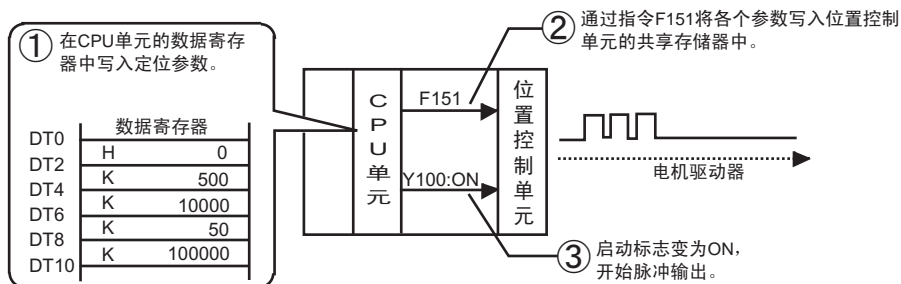 ① 在CPU单元的数据寄存
器中写入定位参数。
数据寄存器
DT0
H 0
DT2
K 500
DT4
K 10000
DT6
K 50
DT8
K 100000
DT10
CPU单元
F151
Y100:ON
位置控制单元
② 通过指令F151将各个参数写入位置控制
单元的共享存储器中。
电机驱动器
③ 启动标志变为ON，
开始脉冲输出。